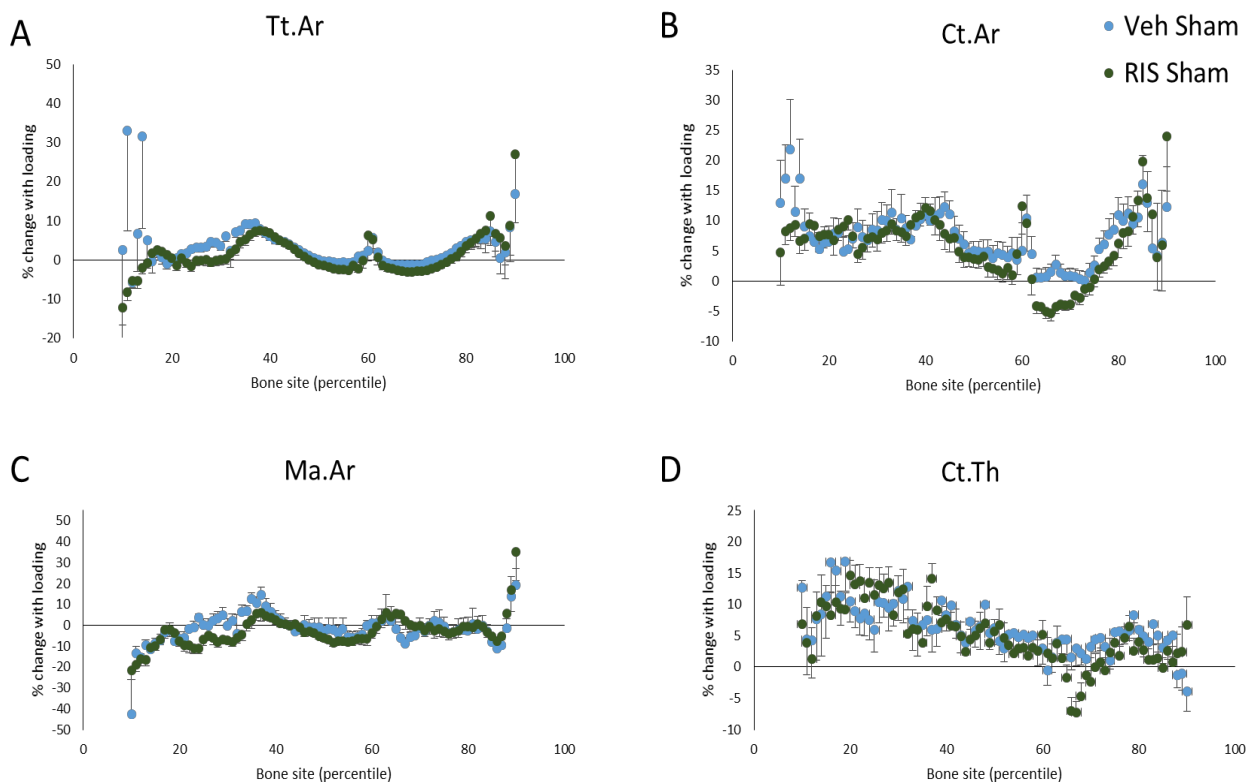 A
Tt.Ar
% change with loading
50
40
30
20
10
0
-10
-20
0 20 40 60 80 100
Bone site (percentile)
B
Ct.Ar
Veh Sham
RIS Sham
% change with loading
35
30
25
20
15
10
5
0
-5
-10
0 20 40 60 80 100
Bone site (percentile)
C
Ma.Ar
% change with loading
50
40
30
20
10
0
-10
-20
-30
-40
-50
0 20 40 60 80 100
Bone site (percentile)
D
Ct.Th
% change with loading
25
20
15
10
5
0
-5
-10
0 20 40 60 80 100
Bone site (percentile)